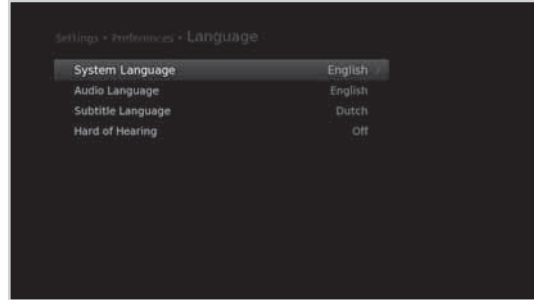 Settings • Preferences • Language
System Language English
Audio Language English
Subtitle Language Dutch
Hard of Hearing Off